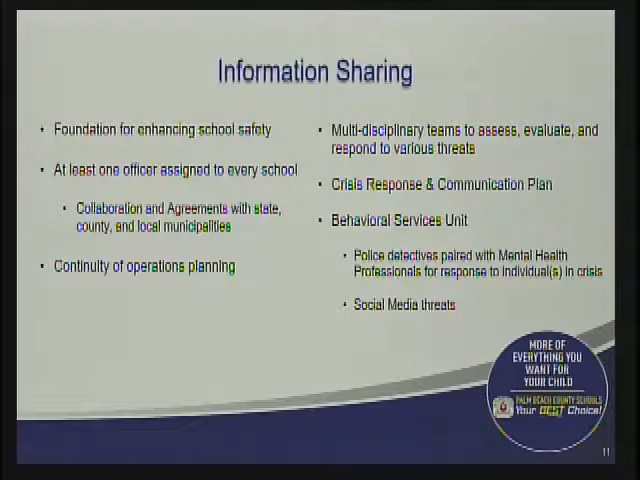 Information Sharing
• Foundation for enhancing school safety
• At least one officer assigned to every school
• Collaboration and Agreements with state,
county, and local municipalities
• Continuity of operations planning
• Multi-disciplinary teams to assess, evaluate, and
respond to various threats
• Crisis Response & Communication Plan
• Behavioral Services Unit
• Police detectives paired with Mental Health
Professionals for response to individual(s) in crisis
• Social Media threats
MORE OF
EVERYTHING YOU
WANT FOR
YOUR CHILD
PALM BEACH COUNTY SCHOOLS
Your BEST Choice!
11